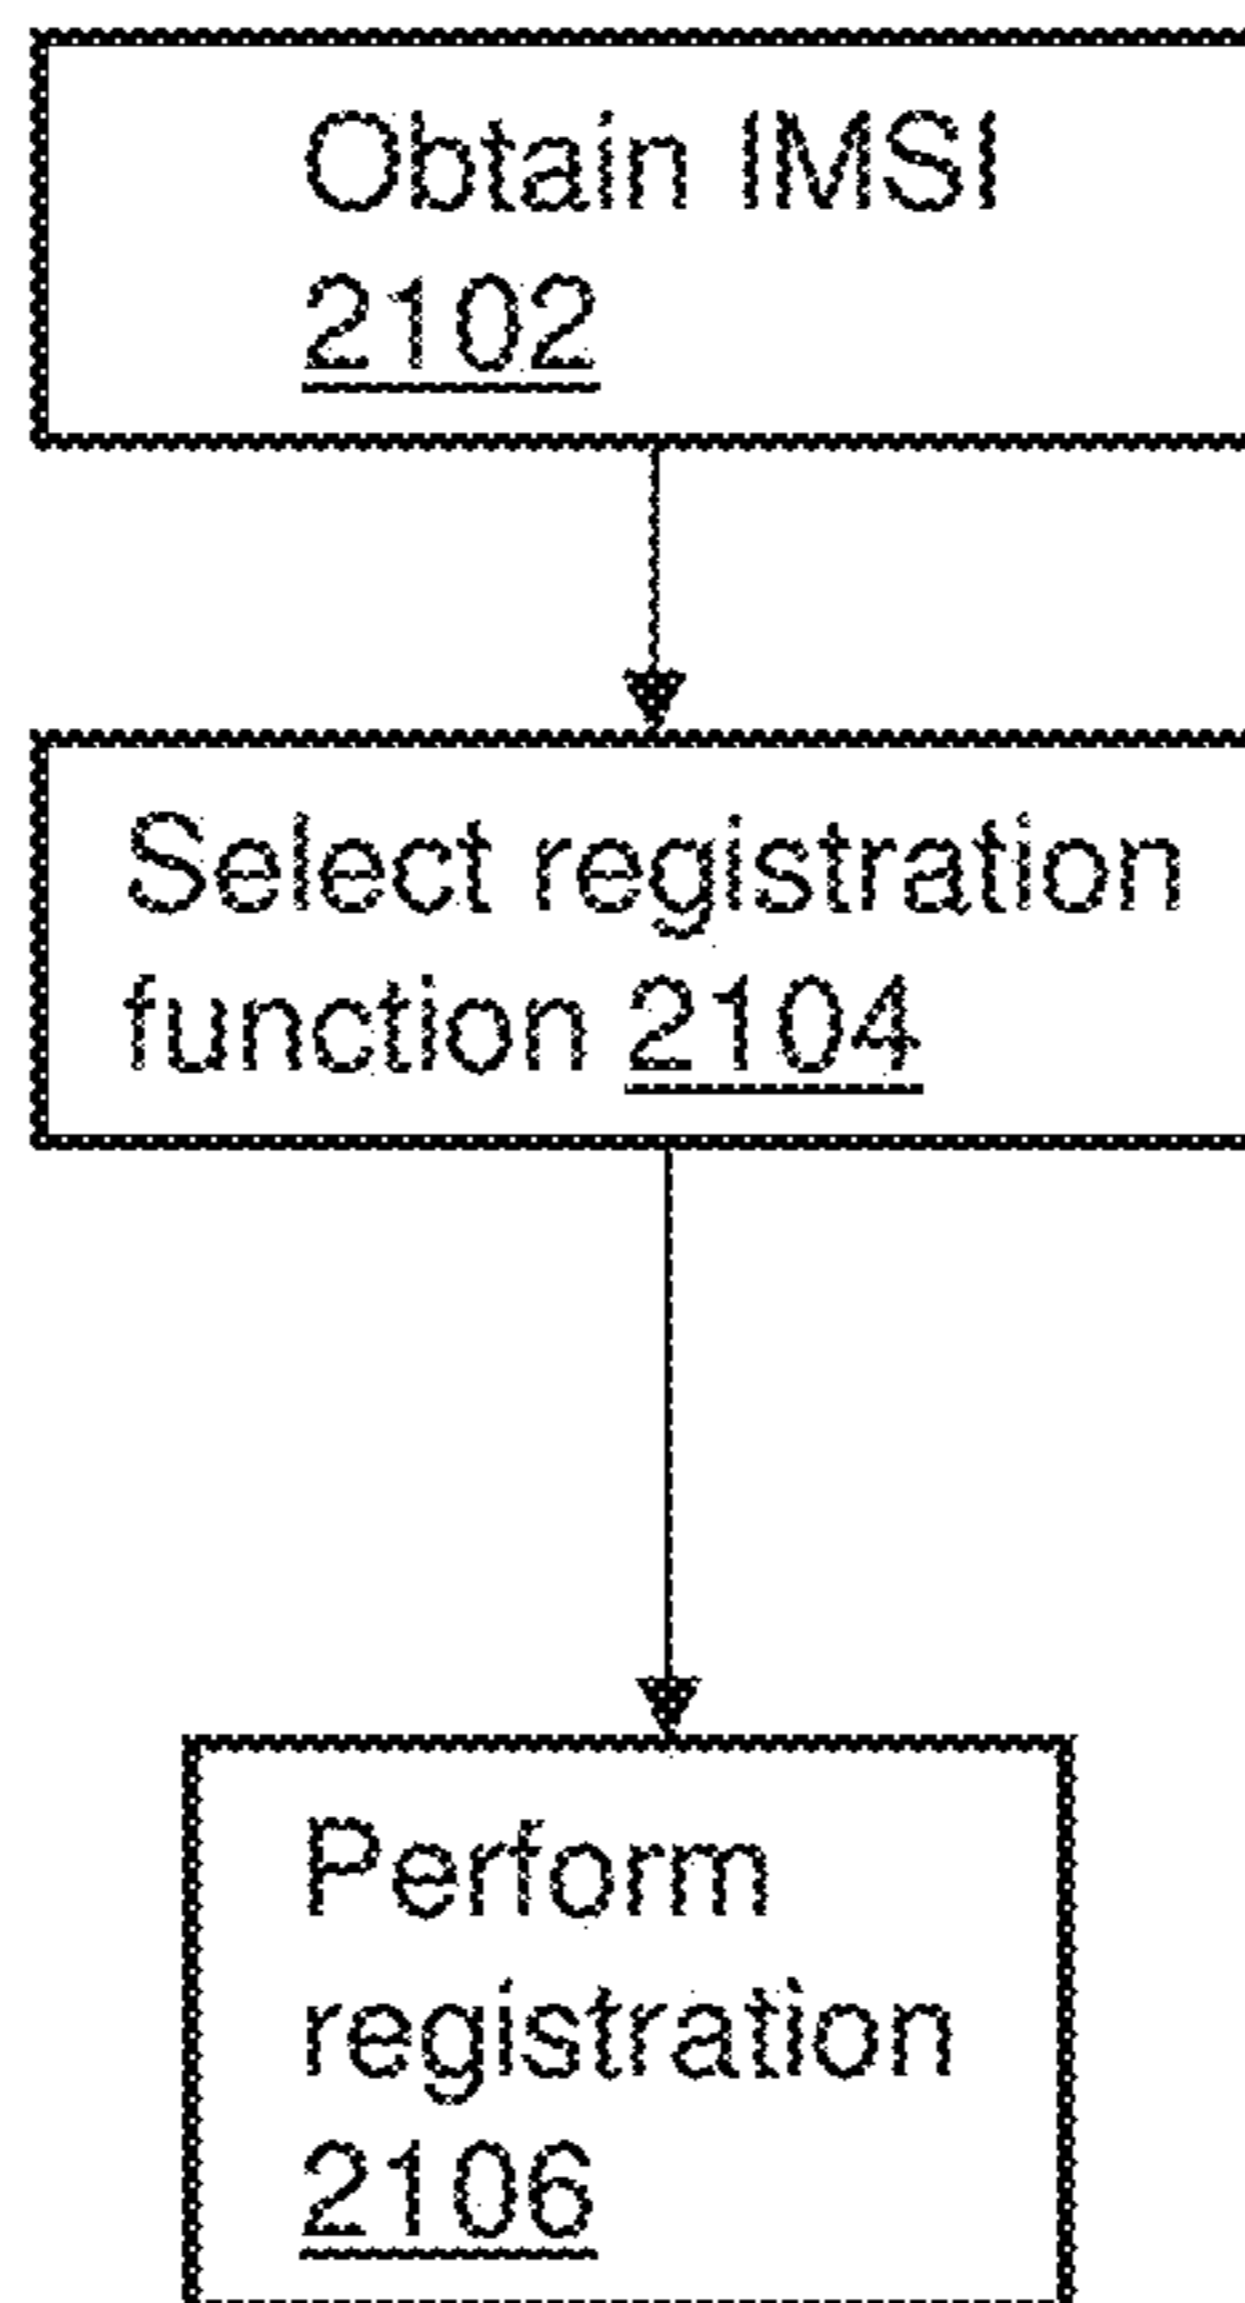 Obtain IMSI
2102
Select registration
function 2104
Perform
registration
2106